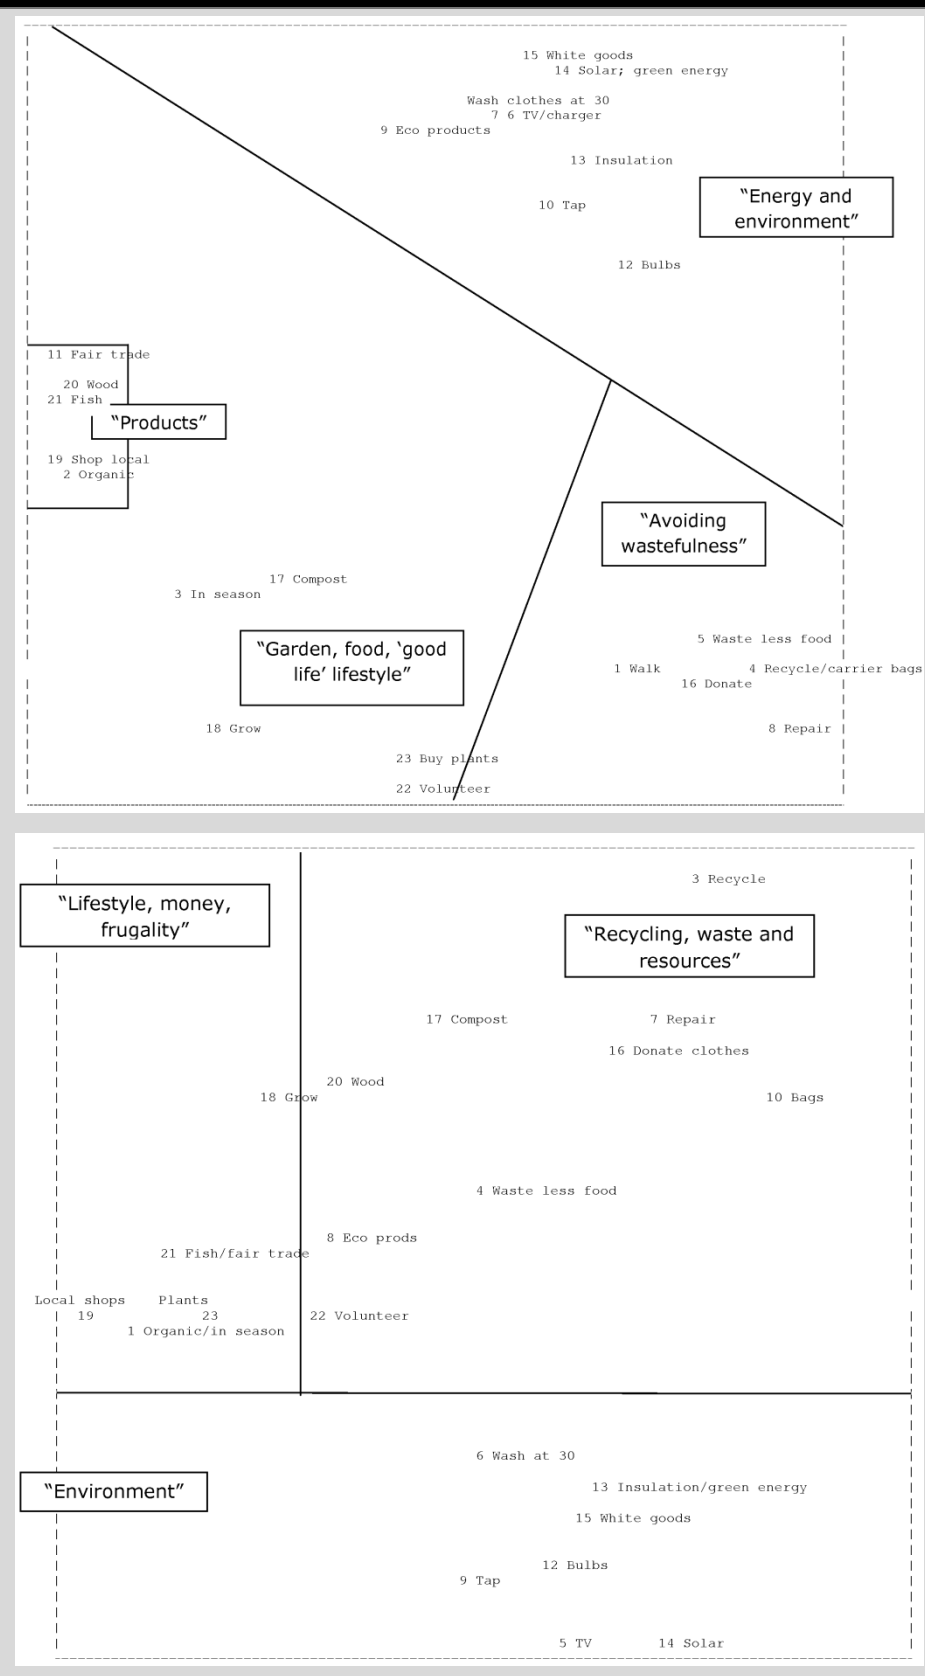 15 White goods
14 Solar; green energy
Wash clothes at 30
7 6 TV/charger
9 Eco products
13 Insulation
“Energy and
environment”
10 Tap
12 Bulbs
11 Fair trade
20 Wood
21 Fish
“Products”
19 Shop local
2 Organic
“Avoiding
wastefulness”
17 Compost
3 In season
“Garden, food, ‘good
life’ lifestyle”
5 Waste less food
1 Walk
4 Recycle/carrier bags
16 Donate
18 Grow
8 Repair
23 Buy plants
22 Volunteer
3 Recycle
“Lifestyle, money,
frugality”
“Recycling, waste and
resources”
17 Compost
7 Repair
16 Donate clothes
20 Wood
18 Grow
10 Bags
4 Waste less food
8 Eco prods
21 Fish/fair trade
Local shops
Plants
19
23
22 Volunteer
1 Organic/in season
6 Wash at 30
“Environment”
13 Insulation/green energy
15 White goods
12 Bulbs
9 Tap
5 TV
14 Solar